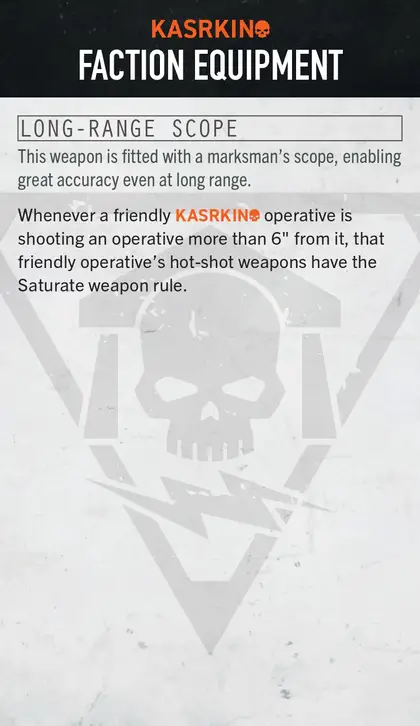 KASRKIN
FACTION EQUIPMENT
LONG-RANGE SCOPE
This weapon is fitted with a marksman's scope, enabling
great accuracy even at long range.
Whenever a friendly KASRKIN operative is
shooting an operative more than 6" from it, that
friendly operative's hot-shot weapons have the
Saturate weapon rule.